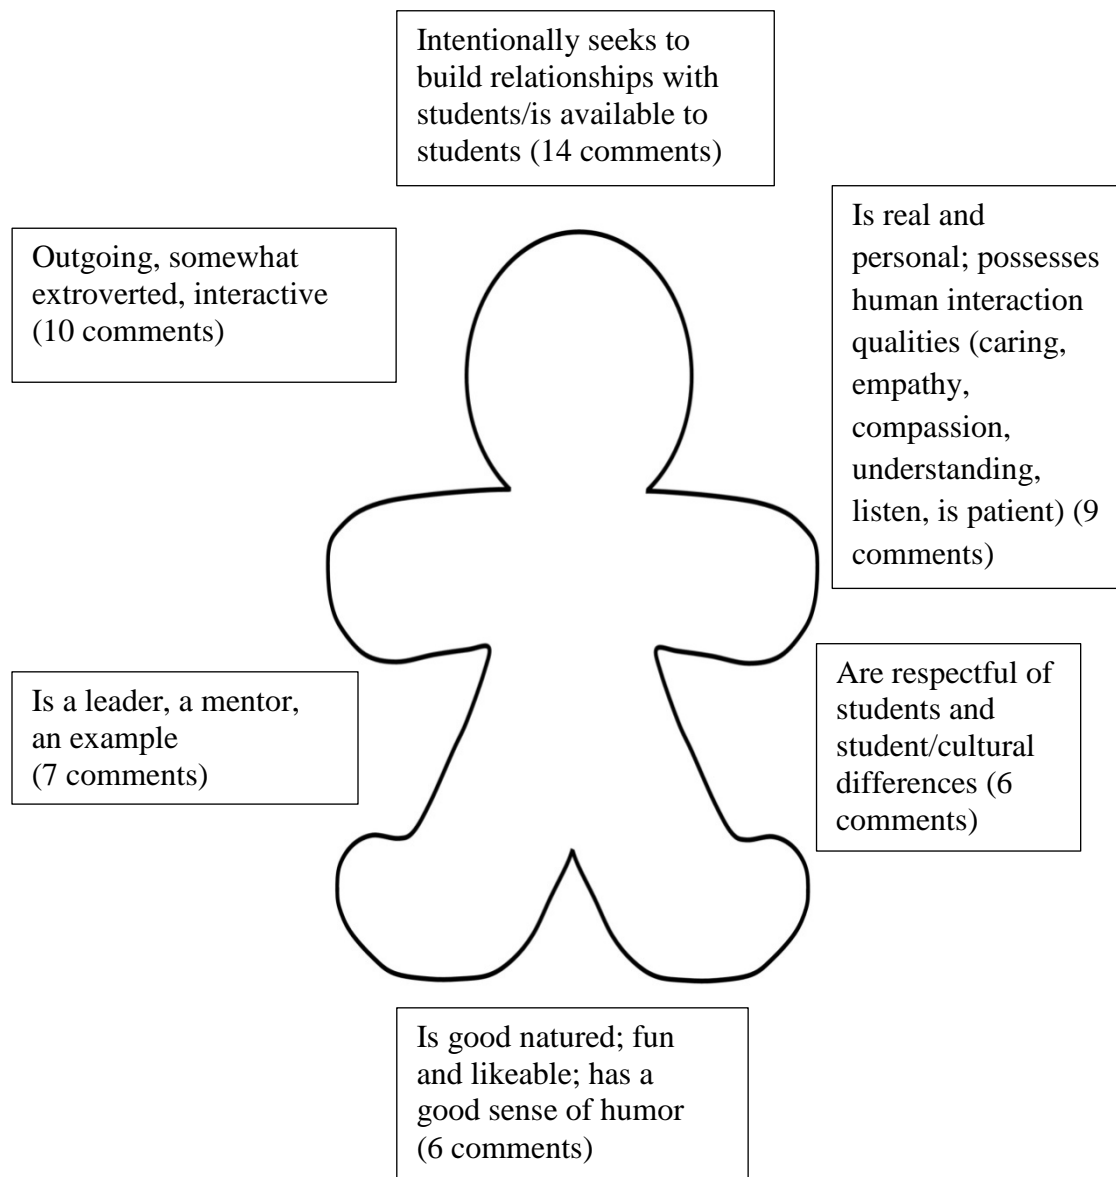 Intentionally seeks to
build relationships with
students/is available to
students (14 comments)
Outgoing, somewhat
extroverted, interactive
(10 comments)
Is real and
personal; possesses
human interaction
qualities (caring,
empathy,
compassion,
understanding,
listen, is patient) (9
comments)
Is a leader, a mentor,
an example
(7 comments)
Are respectful of
students and
student/cultural
differences (6
comments)
Is good natured; fun
and likeable; has a
good sense of humor
(6 comments)